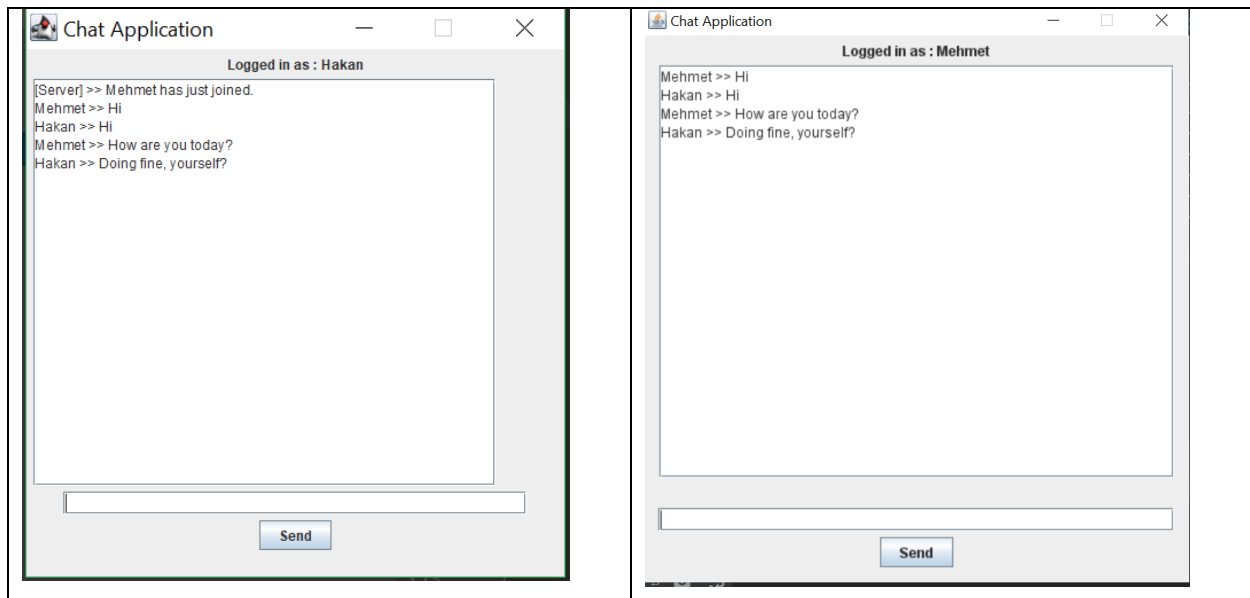 Chat Application
Logged in as : Hakan
[Server] >> Mehmet has just joined.
Mehmet >> Hi
Hakan >> Hi
Mehmet >> How are you today?
Hakan >> Doing fine, yourself?
Send
Chat Application
Logged in as : Mehmet
Mehmet >> Hi
Hakan >> Hi
Mehmet >> How are you today?
Hakan >> Doing fine, yourself?
Send